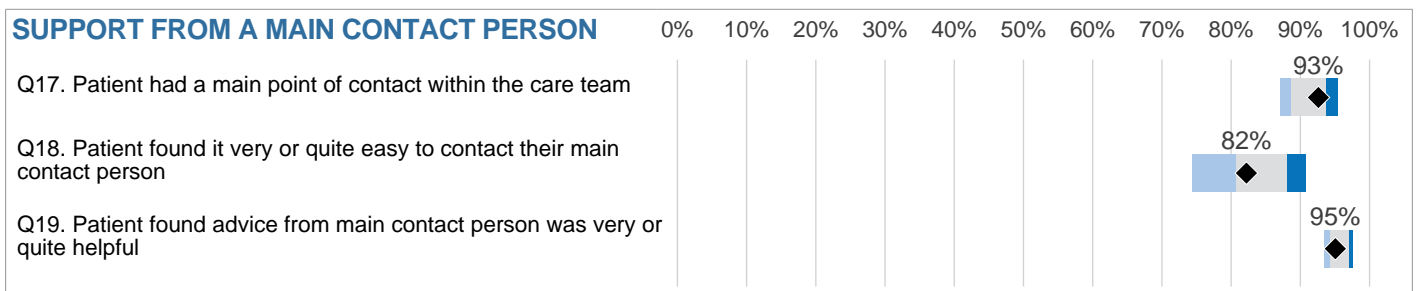 SUPPORT FROM A MAIN CONTACT PERSON 0% 10% 20% 30% 40% 50% 60% 70% 80% 90% 100%
Q17. Patient had a main point of contact within the care team 93%
Q18. Patient found it very or quite easy to contact their main
contact person
82%
Q19. Patient found advice from main contact person was very or
quite helpful
95%